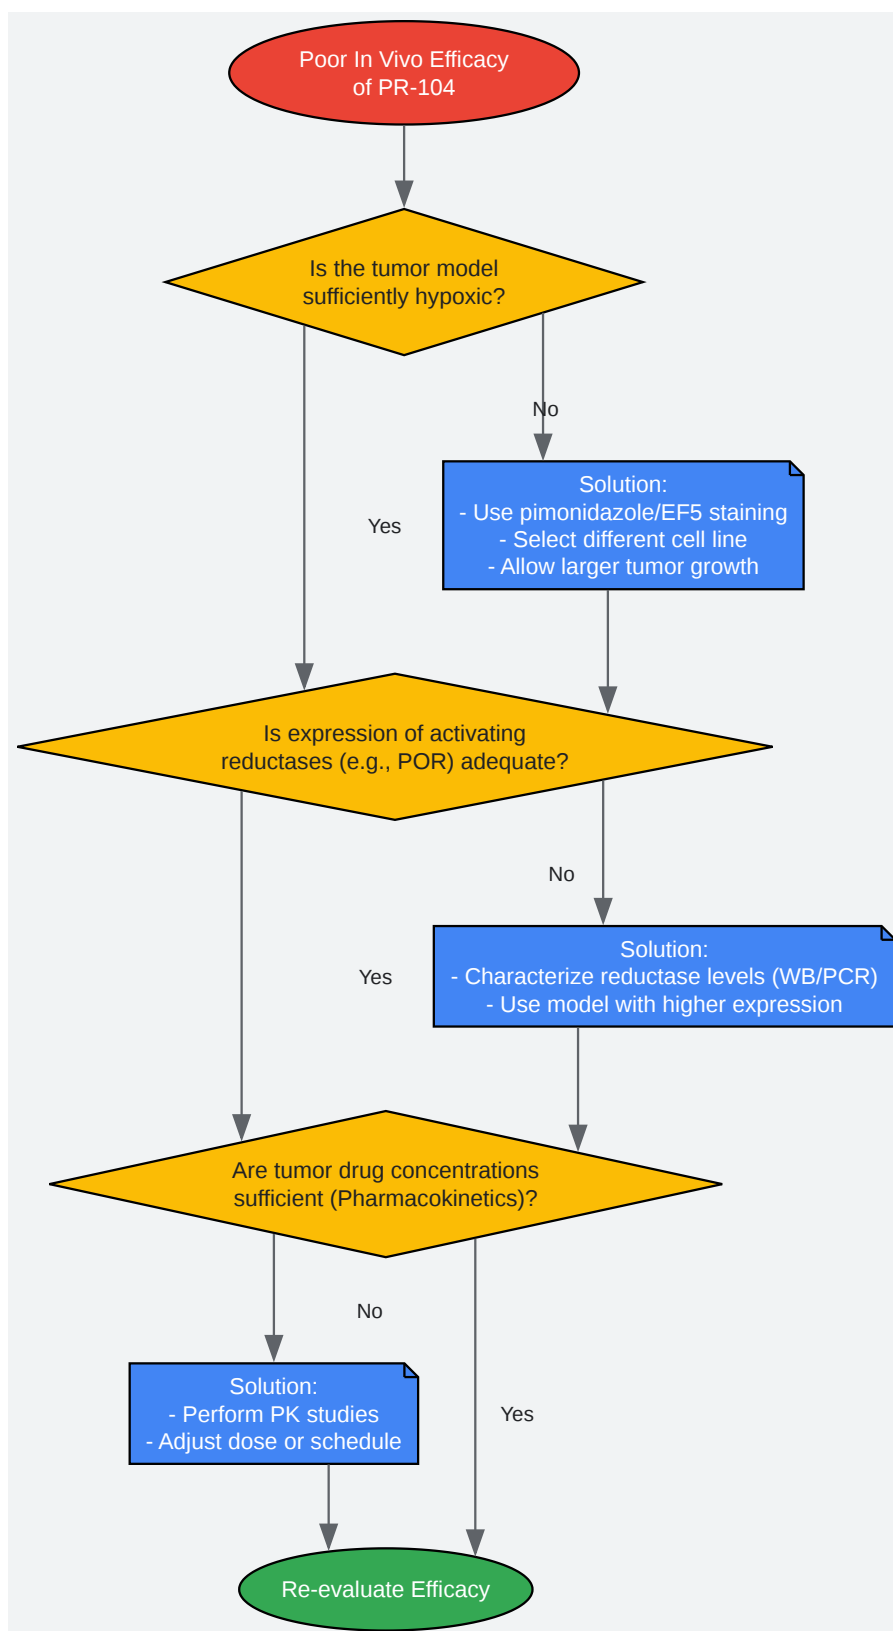 Poor In Vivo Efficacy
of PR-104
Is the tumor model
sufficiently hypoxic?
No
Solution:
- Use pimonidazole/EF5 staining
- Select different cell line
- Allow larger tumor growth
Yes
Is expression of activating
reductases (e.g., POR) adequate?
No
Solution:
- Characterize reductase levels (WB/PCR)
- Use model with higher expression
Yes
Are tumor drug concentrations
sufficient (Pharmacokinetics)?
No
Solution:
- Perform PK studies
- Adjust dose or schedule
Yes
Re-evaluate Efficacy